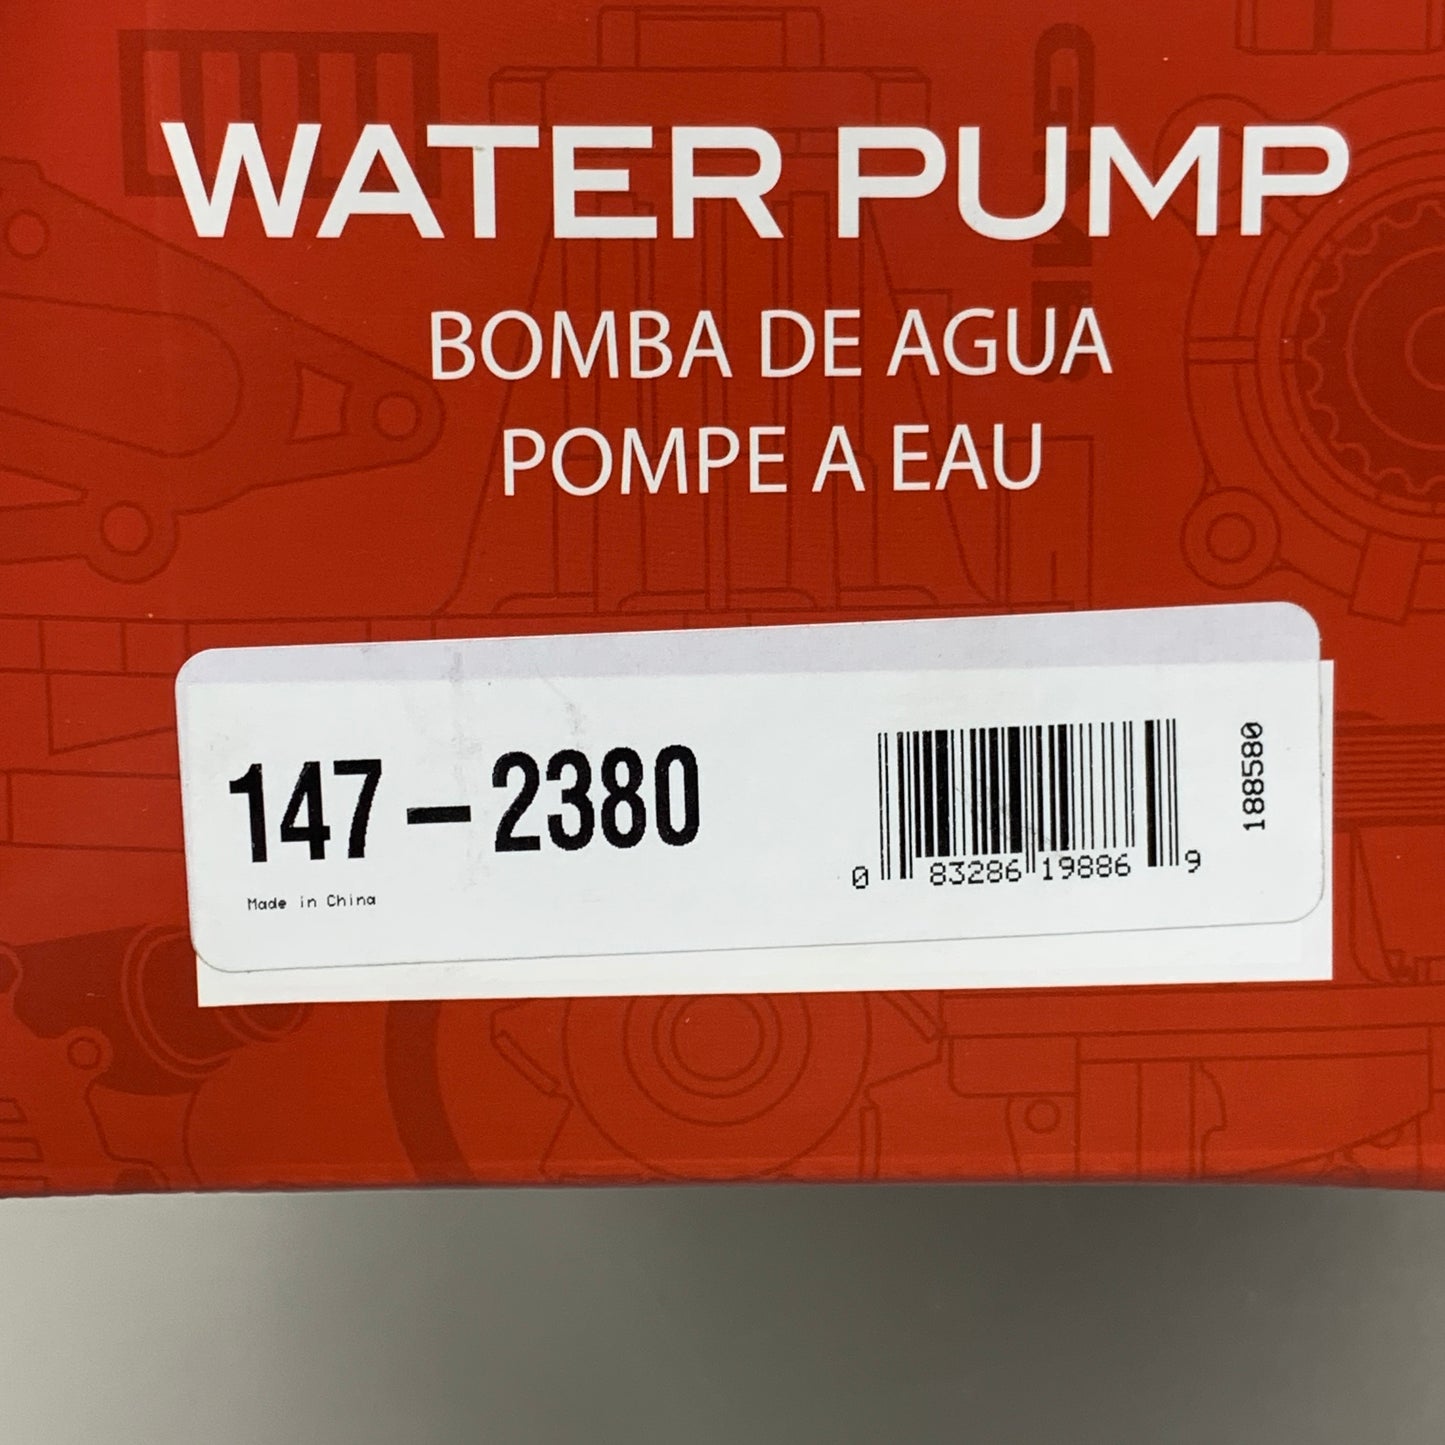 WATER PUMP
BOMBA DE AGUA
POMPE A EAU
147-2380
Made in China
0 83286 19886 9
188580